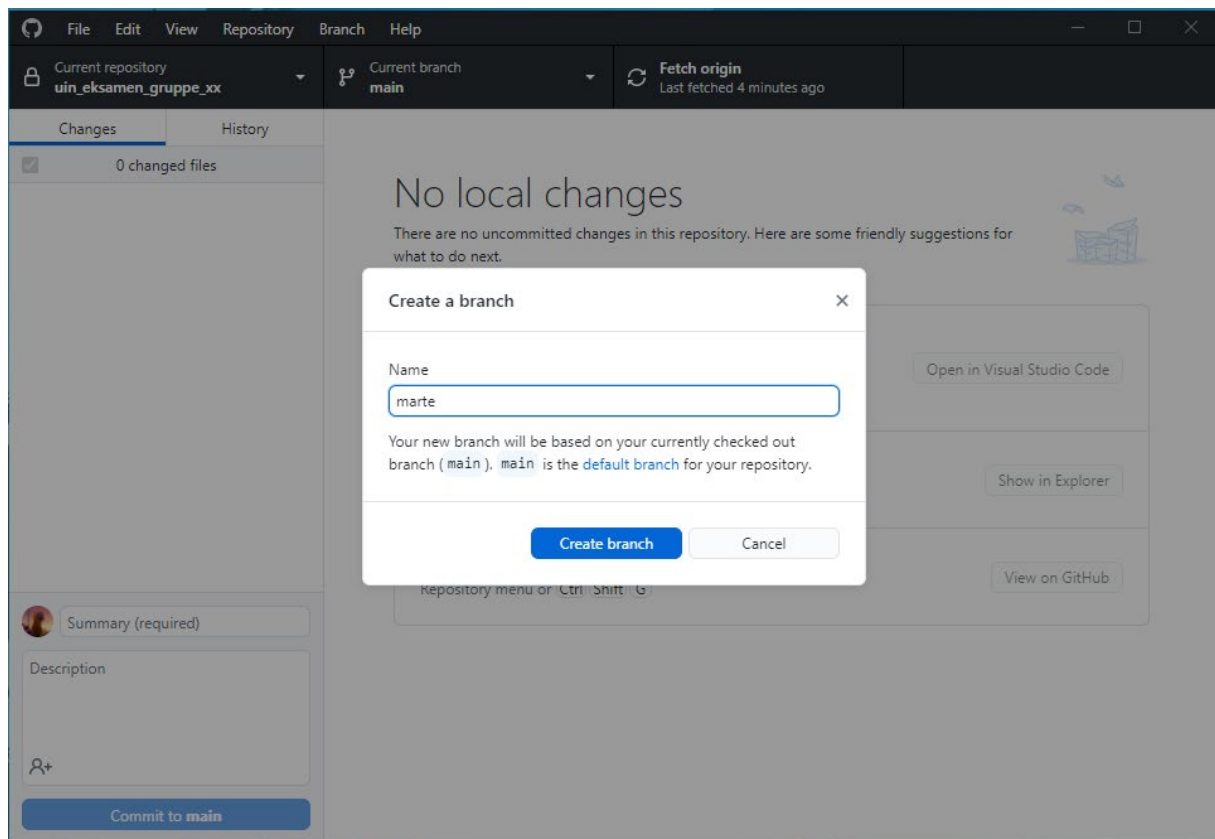 File Edit View Repository Branch Help
Current repository
uin_eksamen_gruppe_xx
Current branch
main
Fetch origin
Last fetched 4 minutes ago
Changes History
0 changed files
No local changes
There are no uncommitted changes in this repository. Here are some friendly suggestions for
what to do next.
Create a branch
Name
marte
Your new branch will be based on your currently checked out
branch ( main ). main is the default branch for your repository.
Create branch Cancel
Open in Visual Studio Code
Show in Explorer
View on GitHub
Repository menu or Ctrl Shift G
Summary (required)
Description
Commit to main